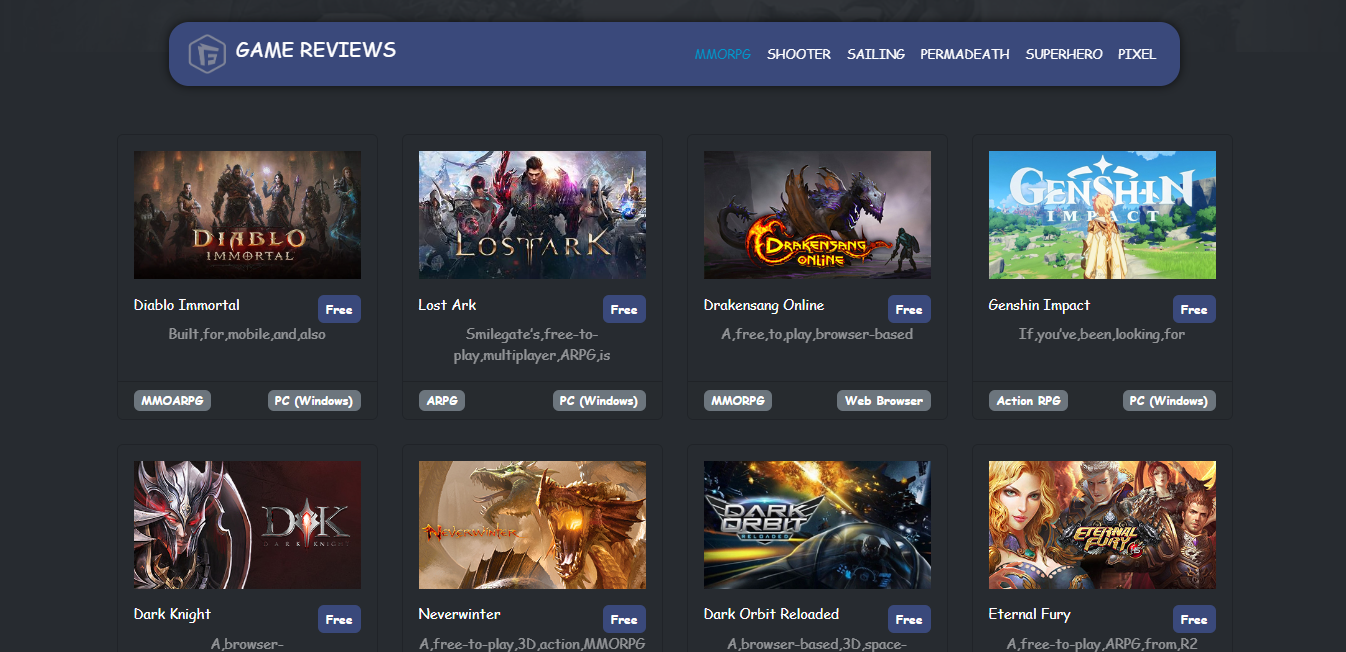 GAME REVIEWS
MMORPG SHOOTER SAILING PERMADEATH SUPERHERO PIXEL
DIABLO
IMMORTAL
LOST ARK
DRAKENSANG
ONLINE
GENSHIN
IMPACT
Diablo Immortal Free
Built,for,mobile,and,also
MMOARPG PC (Windows)
Lost Ark Free
Smilegate's,free-to-
play,multiplayer,ARPG,is
ARPG PC (Windows)
Drakensang Online Free
A,free,to,play,browser-based
MMORPG Web Browser
Genshin Impact Free
If,you've,been,looking,for
Action RPG PC (Windows)
DARK KNIGHT
NEVERWINTER
DARK
ORBIT
RELOADED
ETERNAL
FURY
Dark Knight Free
A,browser-
Neverwinter Free
A,free-to-play,3D,action,MMORPG
Dark Orbit Reloaded Free
A,browser-based,3D,space-
Eternal Fury Free
A,free-to-play,ARPG,from,R2